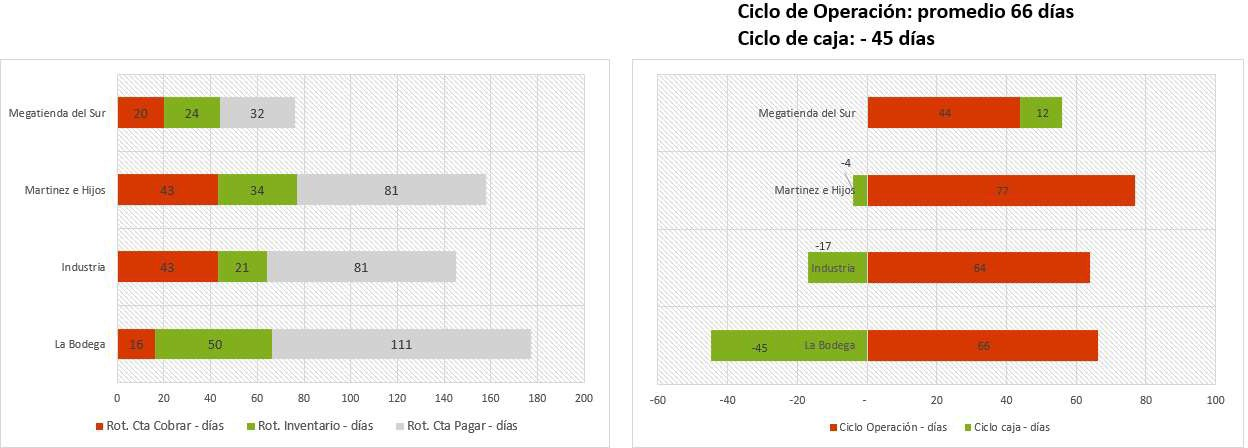 Ciclo de Operación: promedio 66 días
Ciclo de caja: - 45 días
Megatienda del Sur 20 24 32
Martinez e Hijos 43 34 81
Industria 43 21 81
La Bodega 16 50 111
0 20 40 60 80 100 120 140 160 180 200
Rot. Cta Cobrar - días Rot. Inventario - días Rot. Cta Pagar - días
Megatienda del Sur 44 12
-4
Martinez e Hijos 77
-17
Industria 64
-45 La Bodega 66
-60 -40 -20 - 20 40 60 80 100
Ciclo Operación - días Ciclo caja - días